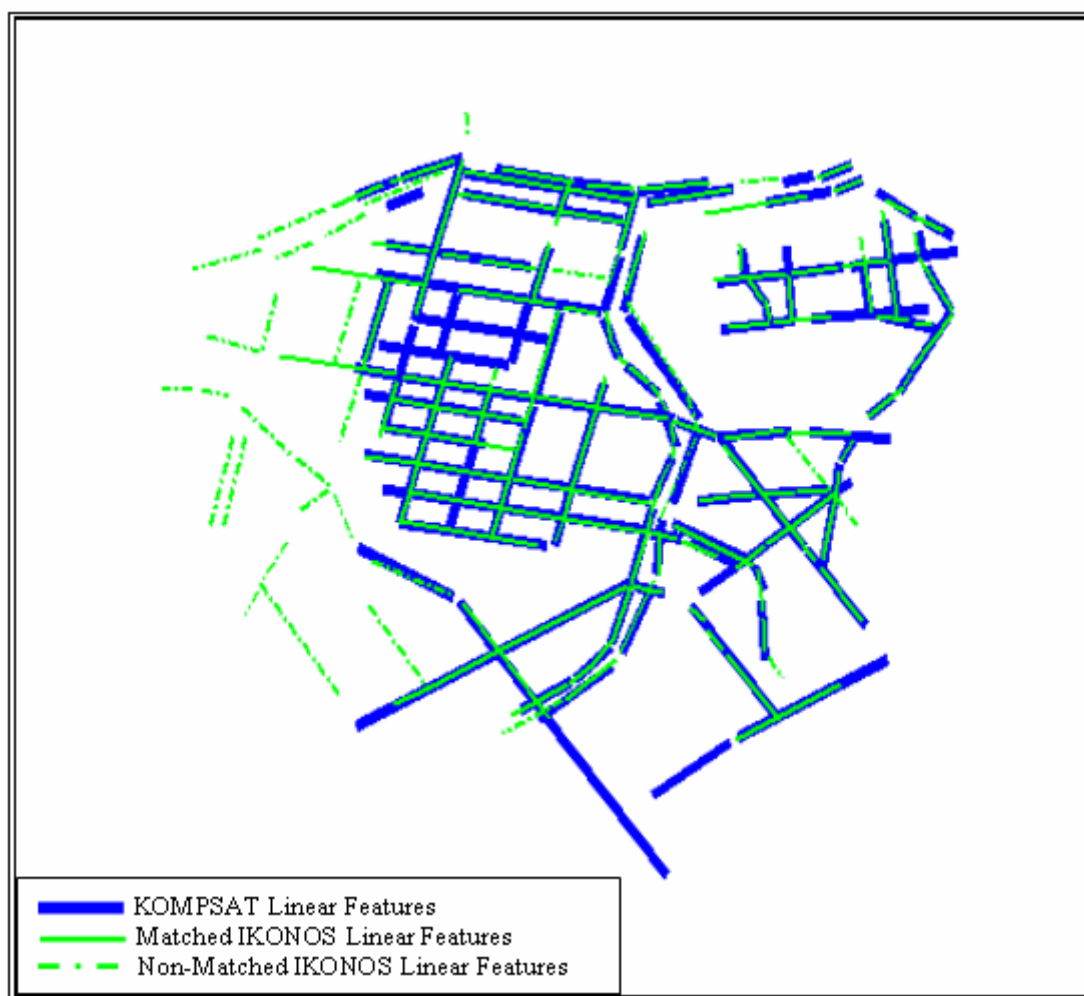 KOMPSAT Linear Features
Matched IKONOS Linear Features
Non-Matched IKONOS Linear Features